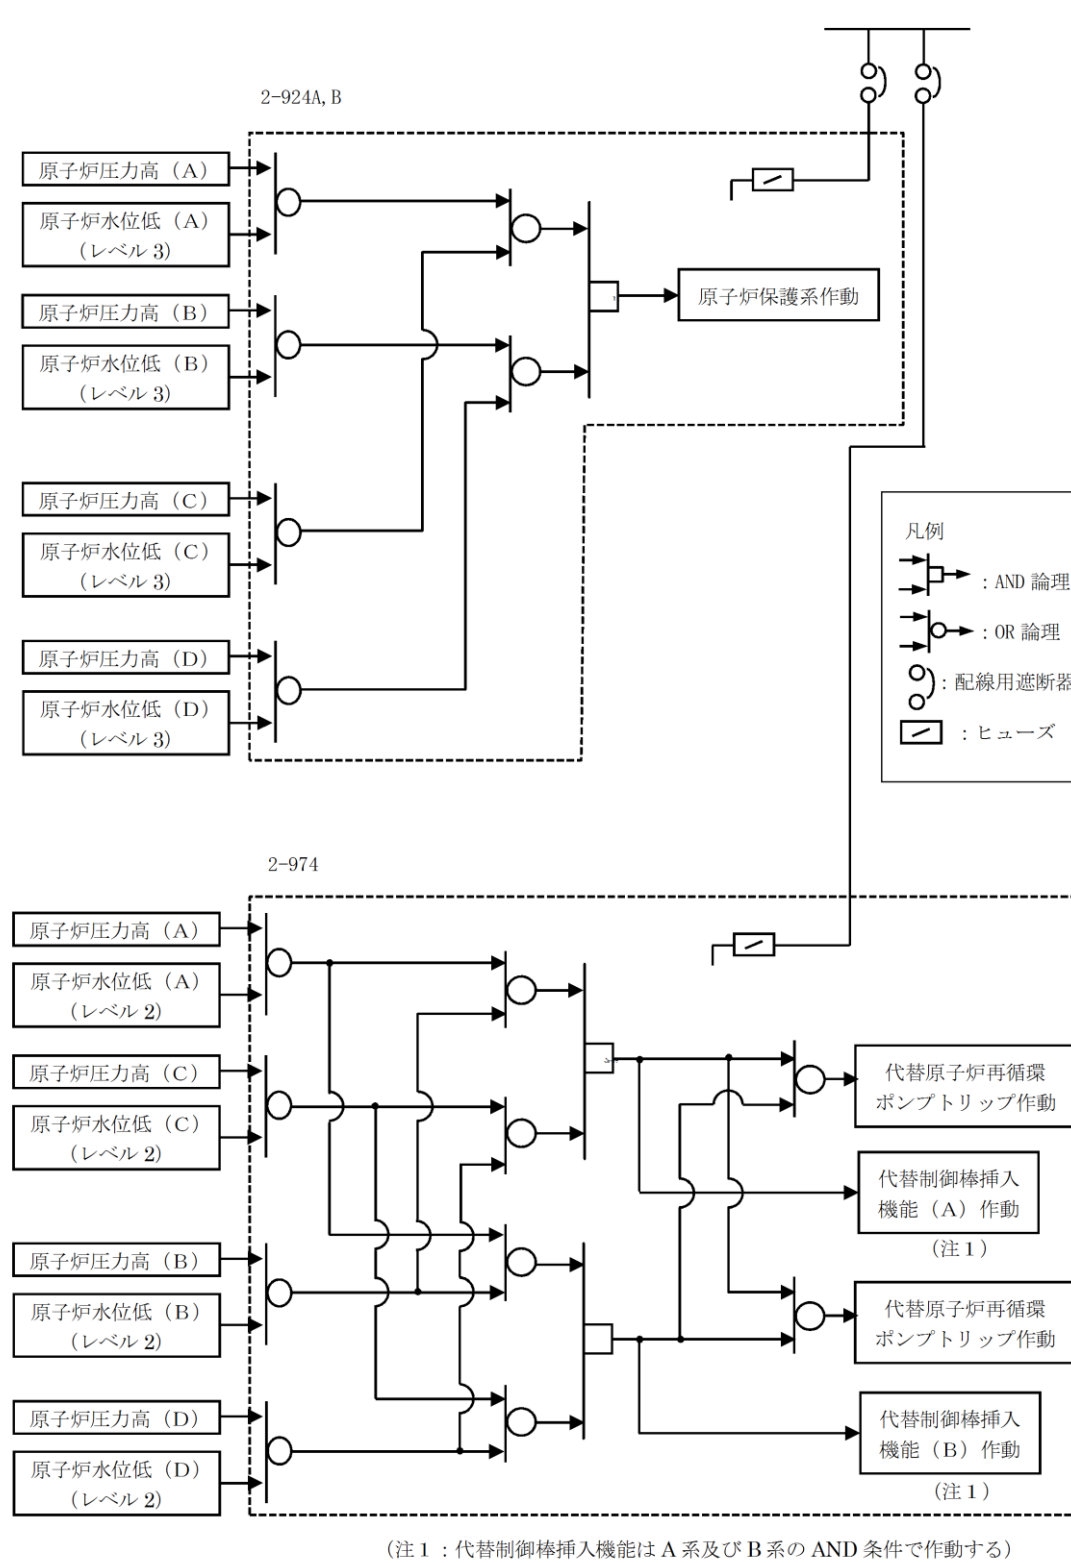 2-924A,B
原子炉圧力高（A）
原子炉水位低（A）
（レベル 3）
原子炉圧力高（B）
原子炉水位低（B）
（レベル 3）
原子炉保護系作動
原子炉圧力高（C）
原子炉水位低（C）
（レベル 3）
原子炉圧力高（D）
原子炉水位低（D）
（レベル 3）
凡例
：AND 論理
：OR 論理
：配線用遮断器
：ヒューズ
2-974
原子炉圧力高（A）
原子炉水位低（A）
（レベル 2）
原子炉圧力高（C）
原子炉水位低（C）
（レベル 2）
原子炉圧力高（B）
原子炉水位低（B）
（レベル 2）
原子炉圧力高（D）
原子炉水位低（D）
（レベル 2）
代替原子炉再循環
ポンプトリップ作動
代替制御棒挿入
機能（A）作動
（注１）
代替原子炉再循環
ポンプトリップ作動
代替制御棒挿入
機能（B）作動
（注１）
（注１：代替制御棒挿入機能は A 系及び B 系の AND 条件で作動する）